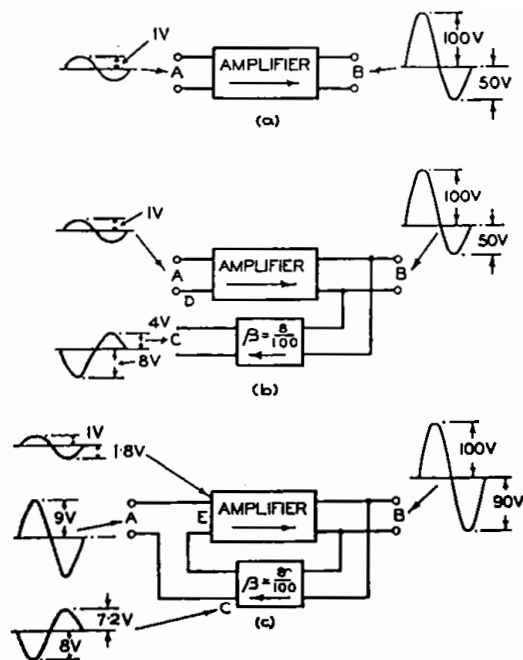 1V
A
AMPLIFIER
B
100V
50V
(a)
1V
A
D
AMPLIFIER
B
100V
50V
4V
C
8V
β = 8/100
(b)
1V
1·8V
9V
A
E
AMPLIFIER
B
100V
90V
β = 8/100
C
7·2V
8V
(c)